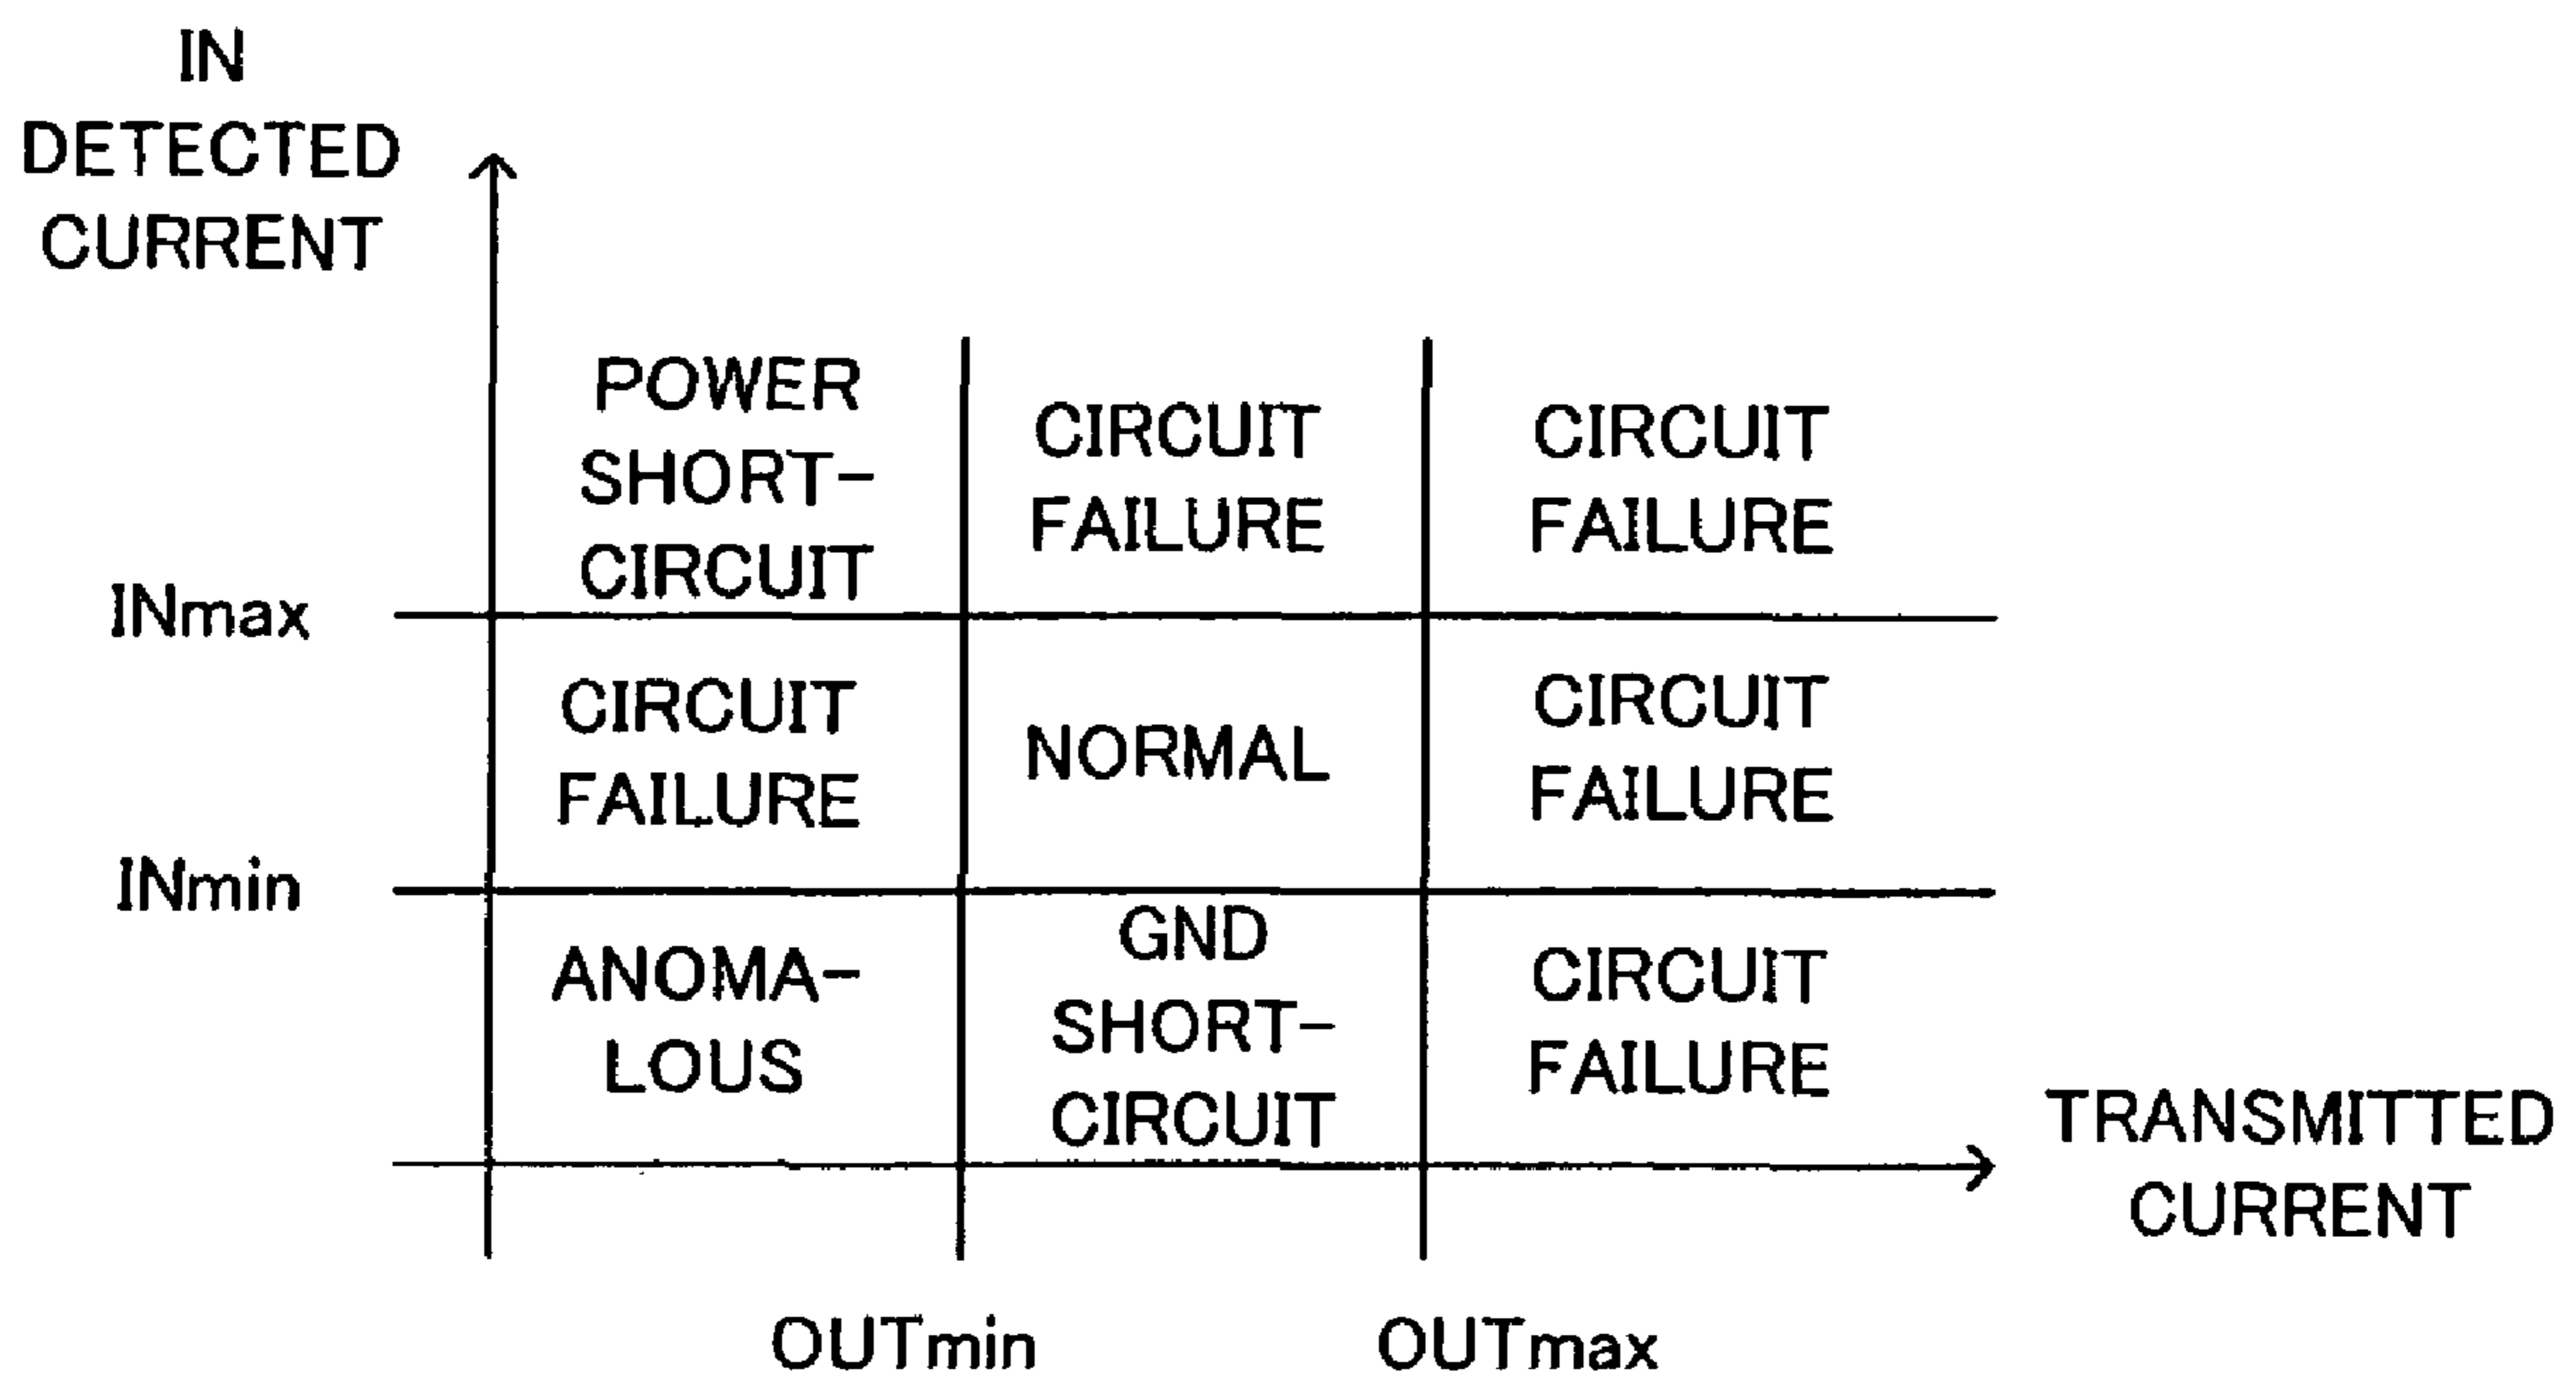 IN
DETECTED
CURRENT
POWER
SHORT-
CIRCUIT
CIRCUIT
FAILURE
CIRCUIT
FAILURE
INmax
CIRCUIT
FAILURE
NORMAL
CIRCUIT
FAILURE
INmin
ANOMA-
LOUS
GND
SHORT-
CIRCUIT
CIRCUIT
FAILURE
TRANSMITTED
CURRENT
OUTmin
OUTmax